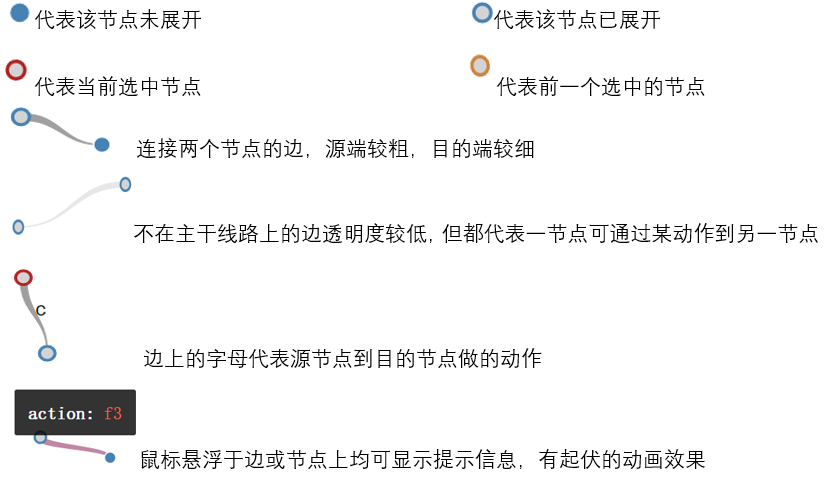 代表该节点未展开
代表该节点已展开
代表当前选中节点
代表前一个选中的节点
连接两个节点的边，源端较粗，目的端较细
不在主干线路上的边透明度较低，但都代表一节点可通过某动作到另一节点
c
边上的字母代表源节点到目的节点做的动作
action: f3
鼠标悬浮于边或节点上均可显示提示信息，有起伏的动画效果